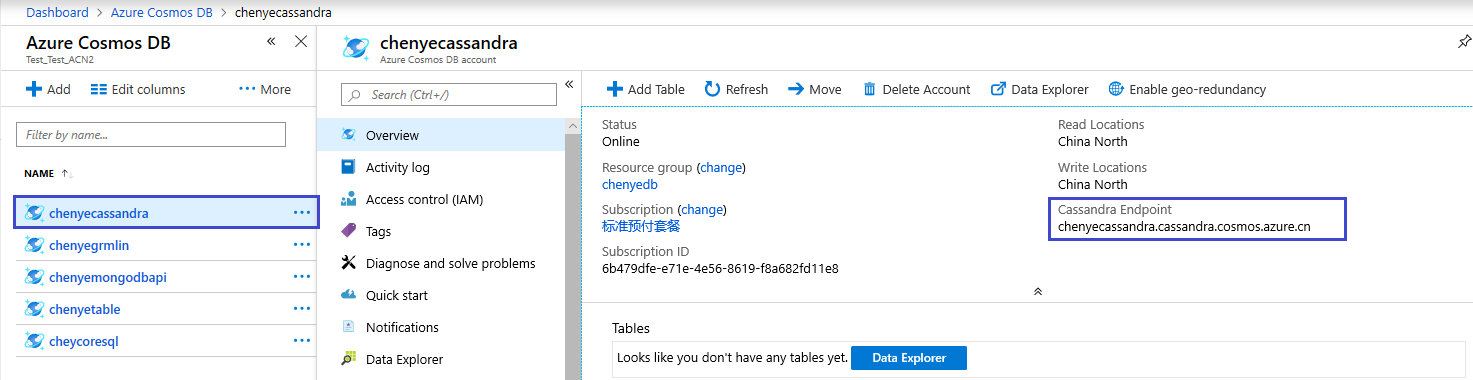 Dashboard > Azure Cosmos DB > chenyecassandra
Azure Cosmos DB
Test_Test_ACN2
Add
Edit columns
More
Filter by name...
NAME
chenyecassandra
chenyegrmlin
chenyemongodbapi
chenyetable
cheycoresql
chenyecassandra
Azure Cosmos DB account
Search (Ctrl+/)
Overview
Activity log
Access control (IAM)
Tags
Diagnose and solve problems
Quick start
Notifications
Data Explorer
Add Table
Refresh
Move
Delete Account
Data Explorer
Enable geo-redundancy
Status
Online
Resource group (change)
chenyedb
Subscription (change)
标准预付套餐
Subscription ID
6b479dfe-e71e-4e56-8619-f8a682fd11e8
Read Locations
China North
Write Locations
China North
Cassandra Endpoint
chenyecassandra.cassandra.cosmos.azure.cn
Tables
Looks like you don't have any tables yet. Data Explorer